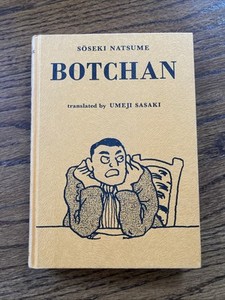 SŌSEKI NATSUME
BOTCHAN
translated by UMEJI SASAKI